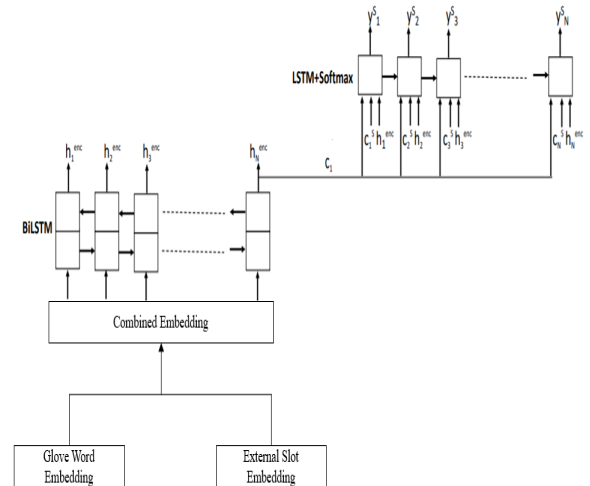 y^S_1 y^S_2 y^S_3 y^S_N
LSTM+Softmax
c_1^S h_1^enc c_2^S h_2^enc c_3^S h_3^enc c_N^S h_N^enc
h_1^enc h_2^enc h_3^enc h_N^enc
c_1
BiLSTM
Combined Embedding
Glove Word
Embedding
External Slot
Embedding